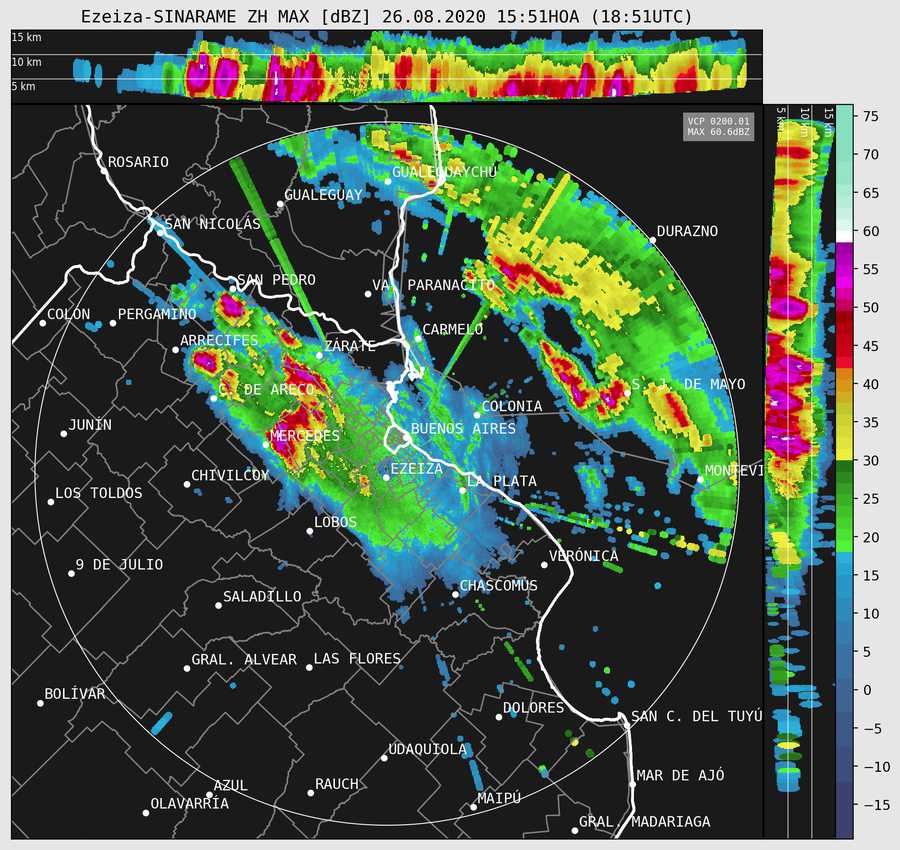 Ezeiza-SINARAME ZH MAX [dBZ] 26.08.2020 15:51HOA (18:51UTC)
15 km
10 km
5 km
5 km
10 km
15 km
VCP 0200.01
MAX 60.6dBZ
ROSARIO
GUALEGUAYCHÚ
GUALEGUAY
SAN NICOLÁS
DURAZNO
SAN PEDRO
VA. PARANACITO
COLÓN
PERGAMINO
CARMELO
ARRECIFES
ZÁRATE
C. DE ARECO
S. J. DE MAYO
COLONIA
JUNÍN
MERCEDES
BUENOS AIRES
CHIVILCOY
EZEIZA
MONTEVI
LA PLATA
LOS TOLDOS
LOBOS
VERÓNICA
9 DE JULIO
CHASCOMÚS
SALADILLO
GRAL. ALVEAR
LAS FLORES
BOLÍVAR
DOLORES
SAN C. DEL TUYÚ
UDAQUIOLA
MAR DE AJÓ
AZUL
RAUCH
OLAVARRÍA
MAIPÚ
GRAL. MADARIAGA
75
70
65
60
55
50
45
40
35
30
25
20
15
10
5
0
−5
−10
−15